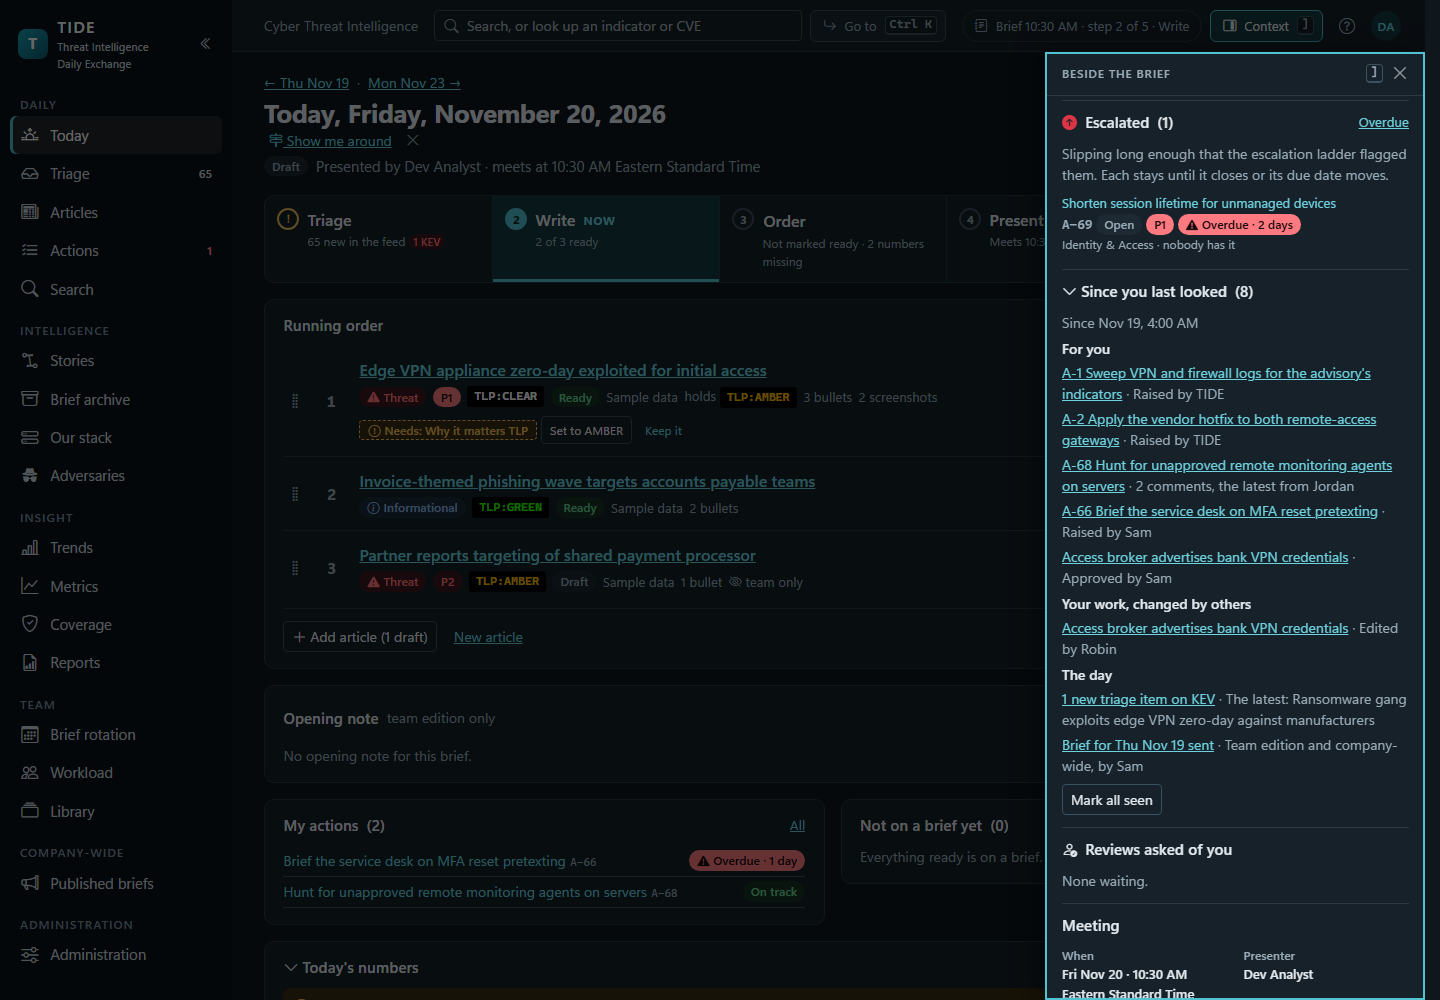 T
TIDE
Threat Intelligence
Daily Exchange
DAILY
Today
Triage 65
Articles
Actions 1
Search
INTELLIGENCE
Stories
Brief archive
Our stack
Adversaries
INSIGHT
Trends
Metrics
Coverage
Reports
TEAM
Brief rotation
Workload
Library
COMPANY-WIDE
Published briefs
ADMINISTRATION
Administration
Cyber Threat Intelligence
Search, or look up an indicator or CVE
Go to Ctrl K
Brief 10:30 AM · step 2 of 5 · Write
Context ]
?
DA
← Thu Nov 19 · Mon Nov 23 →
Today, Friday, November 20, 2026
Show me around
Draft Presented by Dev Analyst · meets at 10:30 AM Eastern Standard Time
Triage
65 new in the feed 1 KEV
2 Write NOW
2 of 3 ready
3 Order
Not marked ready · 2 numbers
missing
4 Present
Meets 10:3
Running order
1
Edge VPN appliance zero-day exploited for initial access
Threat P1 TLP:CLEAR Ready Sample data holds TLP:AMBER 3 bullets 2 screenshots
Needs: Why it matters TLP Set to AMBER Keep it
2
Invoice-themed phishing wave targets accounts payable teams
Informational TLP:GREEN Ready Sample data 2 bullets
3
Partner reports targeting of shared payment processor
Threat P2 TLP:AMBER Draft Sample data 1 bullet team only
+ Add article (1 draft) New article
Opening note team edition only
No opening note for this brief.
My actions (2) All
Brief the service desk on MFA reset pretexting A-66 Overdue · 1 day
Hunt for unapproved remote monitoring agents on servers A-68 On track
Not on a brief yet (0)
Everything ready is on a brief.
Today's numbers
BESIDE THE BRIEF ]
Escalated (1) Overdue
Slipping long enough that the escalation ladder flagged
them. Each stays until it closes or its due date moves.
Shorten session lifetime for unmanaged devices
A-69 Open P1 Overdue · 2 days
Identity & Access · nobody has it
Since you last looked (8)
Since Nov 19, 4:00 AM
For you
A-1 Sweep VPN and firewall logs for the advisory's
indicators · Raised by TIDE
A-2 Apply the vendor hotfix to both remote-access
gateways · Raised by TIDE
A-68 Hunt for unapproved remote monitoring agents
on servers · 2 comments, the latest from Jordan
A-66 Brief the service desk on MFA reset pretexting ·
Raised by Sam
Access broker advertises bank VPN credentials ·
Approved by Sam
Your work, changed by others
Access broker advertises bank VPN credentials · Edited
by Robin
The day
1 new triage item on KEV · The latest: Ransomware gang
exploits edge VPN zero-day against manufacturers
Brief for Thu Nov 19 sent · Team edition and company-
wide, by Sam
Mark all seen
Reviews asked of you
None waiting.
Meeting
When Presenter
Fri Nov 20 · 10:30 AM Dev Analyst
Eastern Standard Time